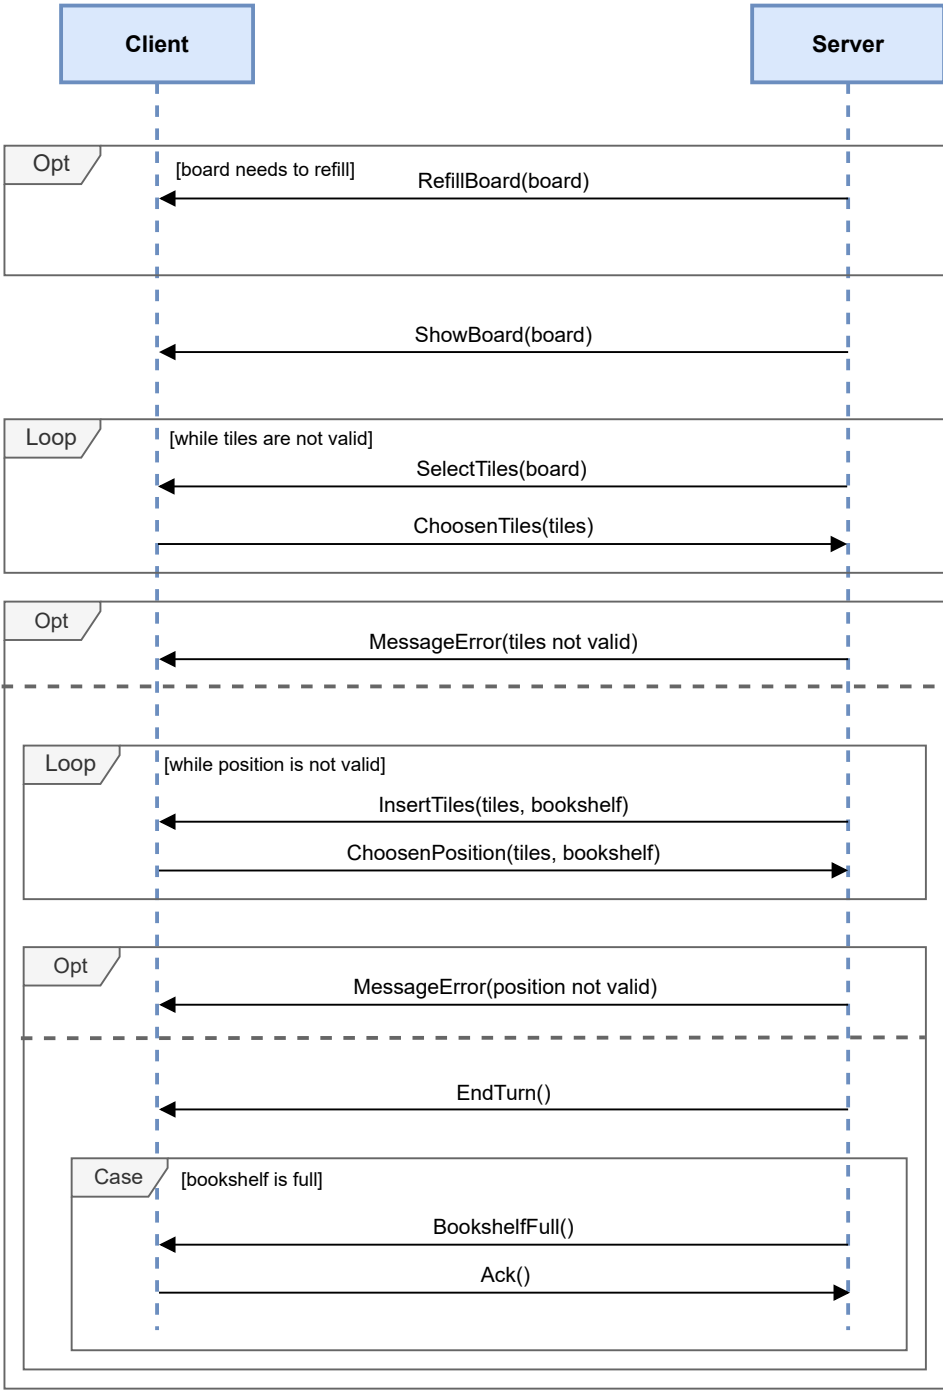 Client
Server
Opt
[board needs to refill]
RefillBoard(board)
ShowBoard(board)
Loop
[while tiles are not valid]
SelectTiles(board)
ChoosenTiles(tiles)
Opt
MessageError(tiles not valid)
Loop
[while position is not valid]
InsertTiles(tiles, bookshelf)
ChoosenPosition(tiles, bookshelf)
Opt
MessageError(position not valid)
EndTurn()
Case
[bookshelf is full]
BookshelfFull()
Ack()